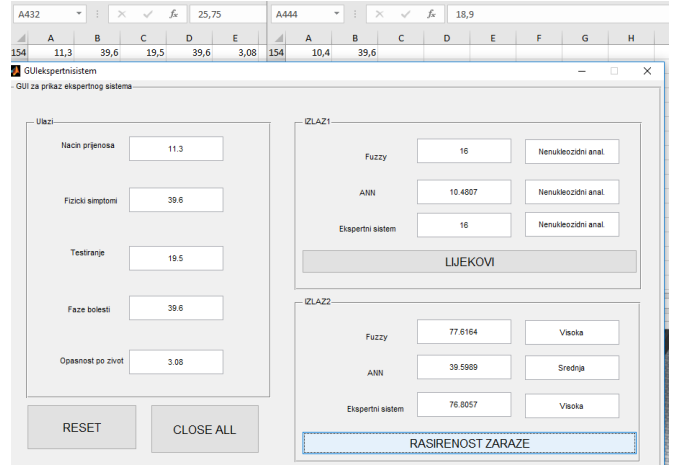 A432 fx 25,75 A444 fx 18,9
A B C D E A B C D E F G H
154 11,3 39,6 19,5 39,6 3,08 154 10,4 39,6
GUIekspertnisistem
GUI za prikaz ekspertnog sistema
Ulazi
Nacin prijenosa 11.3
Fizicki simptomi 39.6
Testiranje 19.5
Faze bolesti 39.6
Opasnost po zivot 3.08
RESET CLOSE ALL
IZLAZ1
Fuzzy 16 Nenukleozidni anal.
ANN 10.4807 Nenukleozidni anal.
Ekspertni sistem 16 Nenukleozidni anal.
LIJEKOVI
IZLAZ2
Fuzzy 77.6164 Visoka
ANN 39.5989 Srednja
Ekspertni sistem 76.8057 Visoka
RASIRENOST ZARAZE